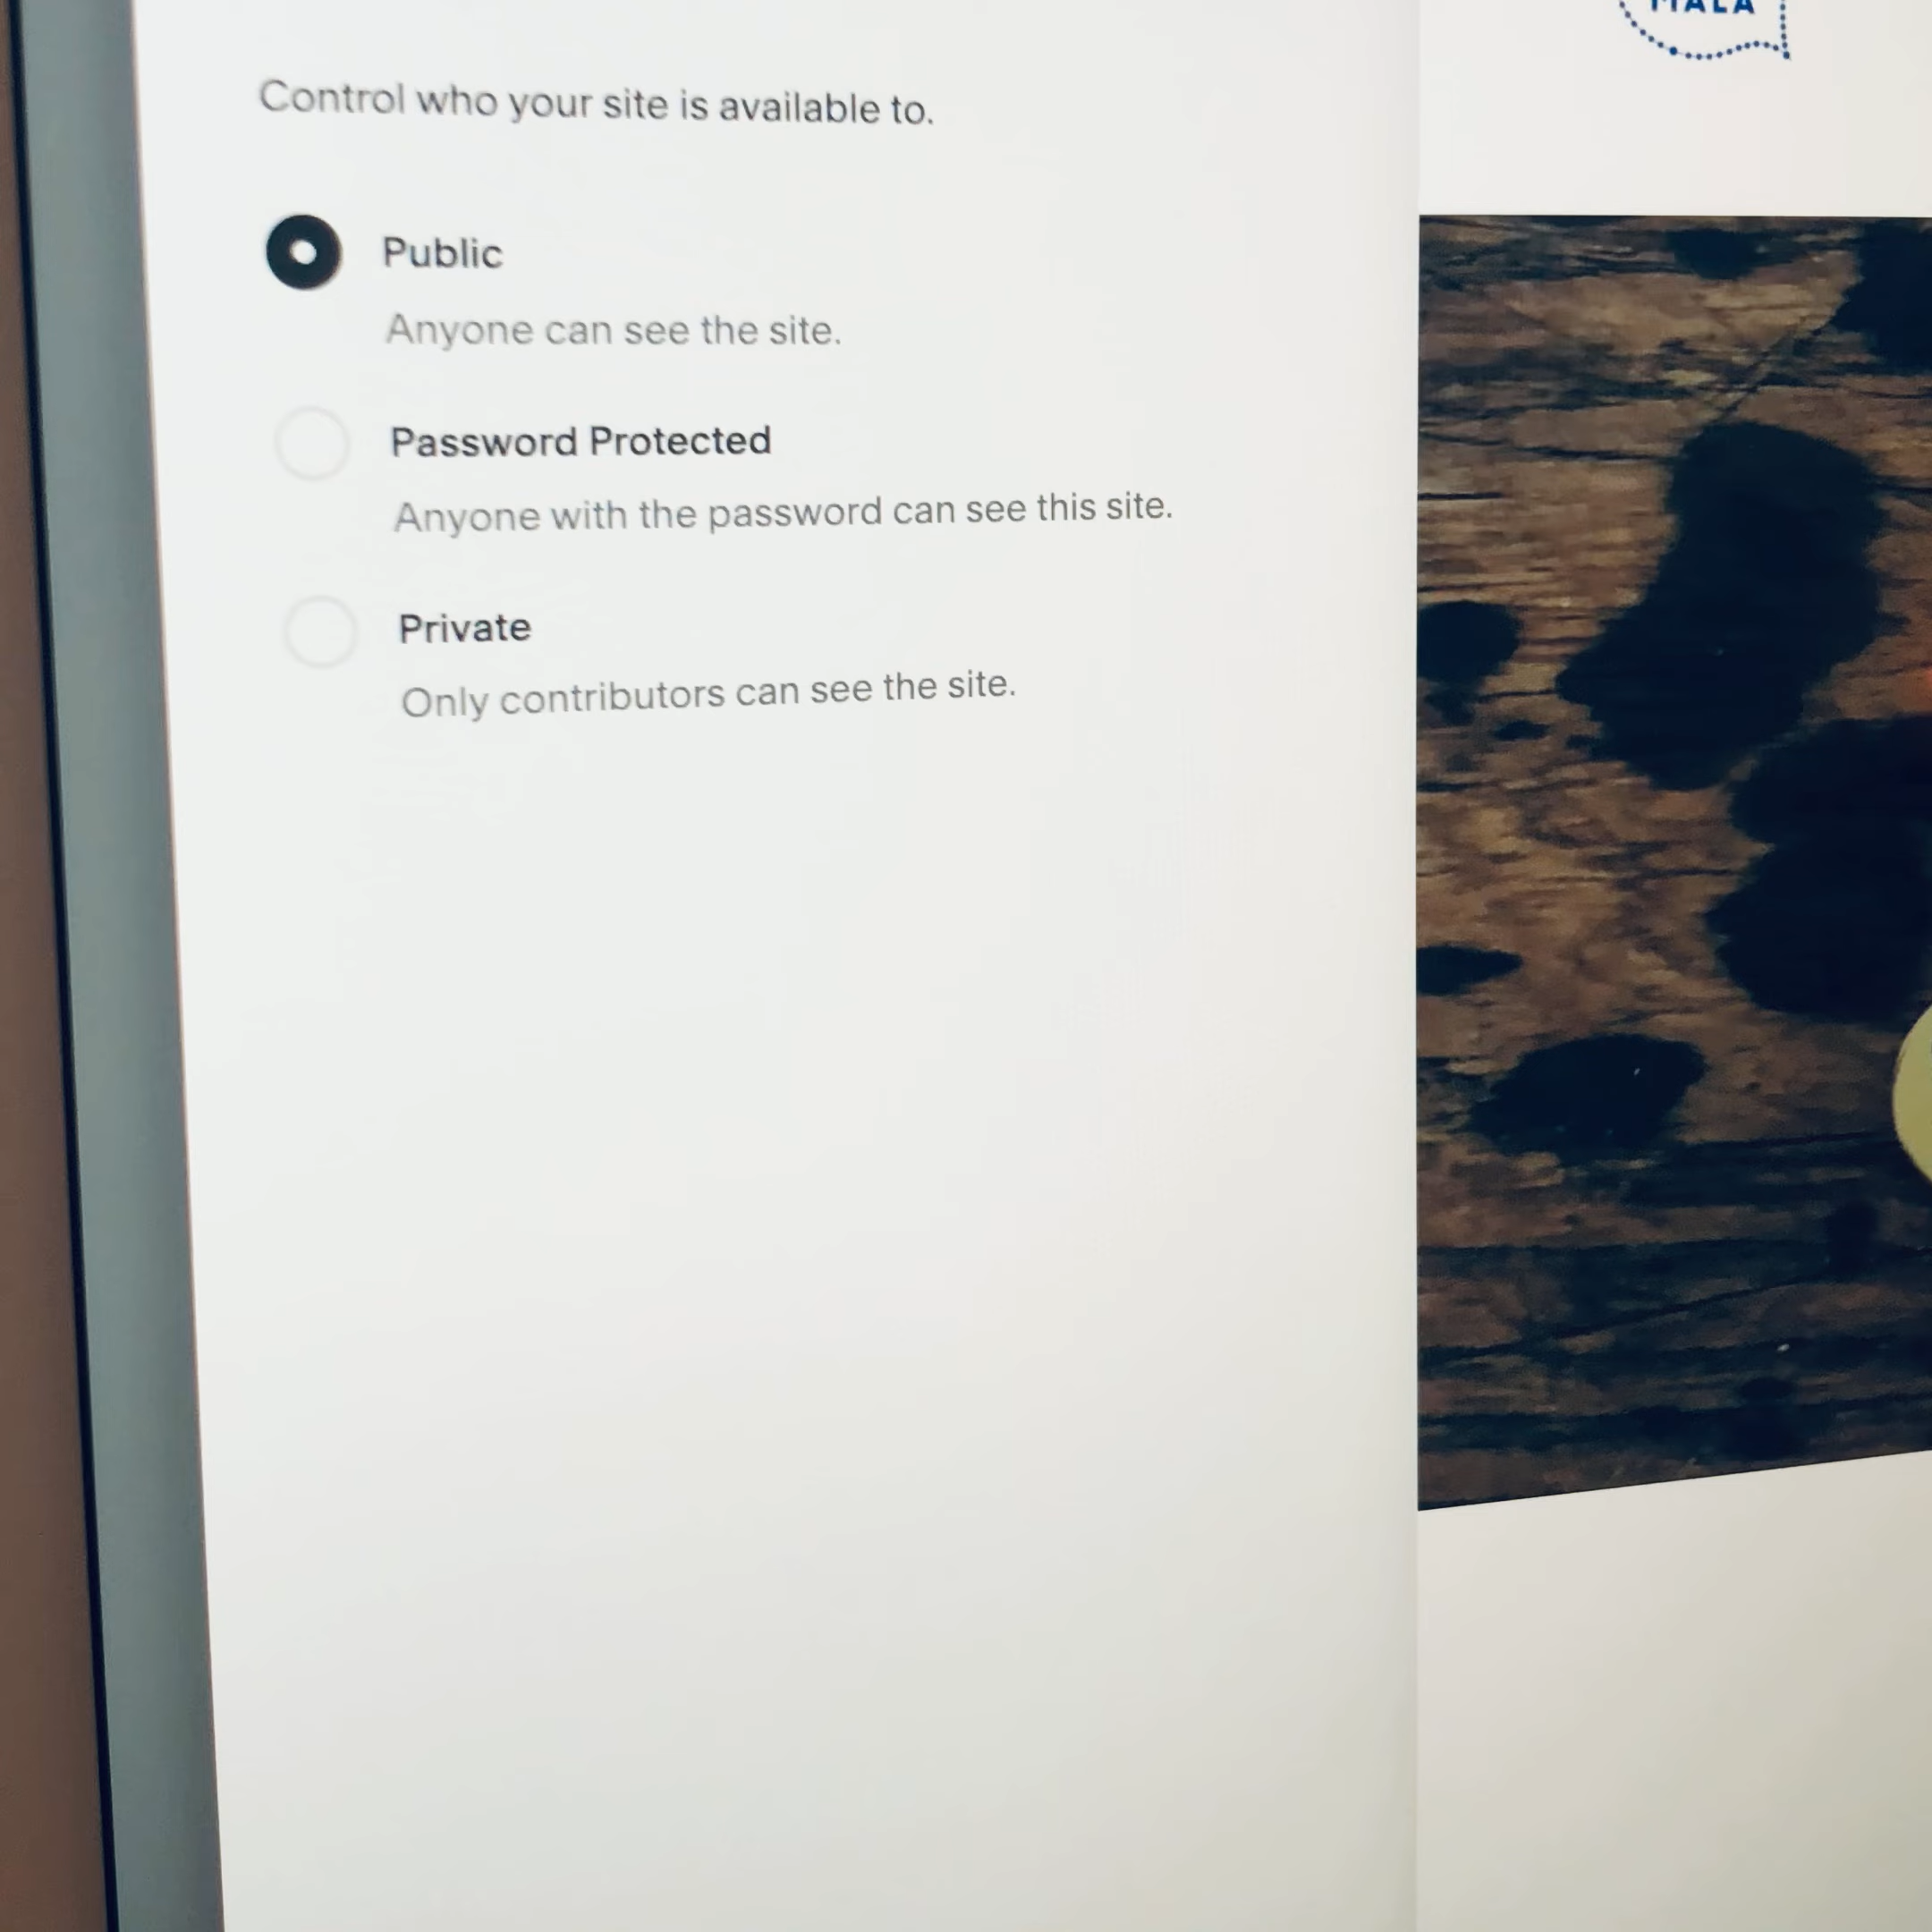 MALA
Control who your site is available to.
Public
Anyone can see the site.
Password Protected
Anyone with the password can see this site.
Private
Only contributors can see the site.